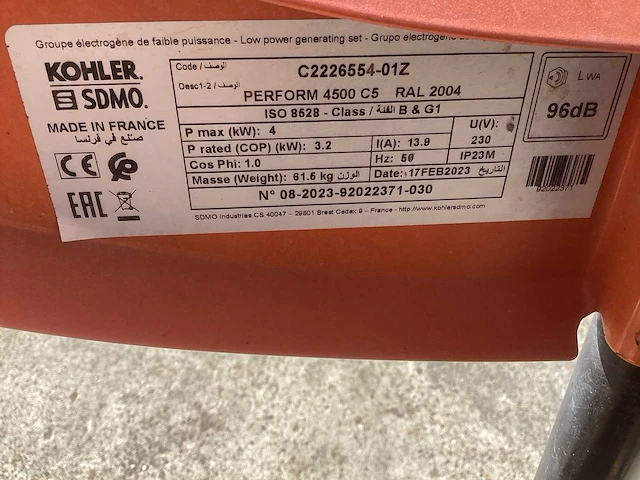 Groupe électrogène de faible puissance - Low power generating set - Grupo electrógeno de
KOHLER.
SDMO.
MADE IN FRANCE
صنع في فرنسا
CE
EAC
Code / الوصف : C2226554-01Z
Desc1-2 / الوصف : PERFORM 4500 C5 RAL 2004
ISO 8528 - Class / الفئة B & G1
P max (kW): 4
P rated (COP) (kW): 3.2 I(A): 13.9 U(V): 230
Cos Phi: 1.0 Hz: 50 IP23M
Masse (Weight): 61.5 kg الوزن Date:17FEB2023 التاريخ
N° 08-2023-92022371-030
SDMO Industries CS 40047 - 29801 Brest Cedex 9 - France - http://www.kohlersdmo.com
LWA
96dB
92022371